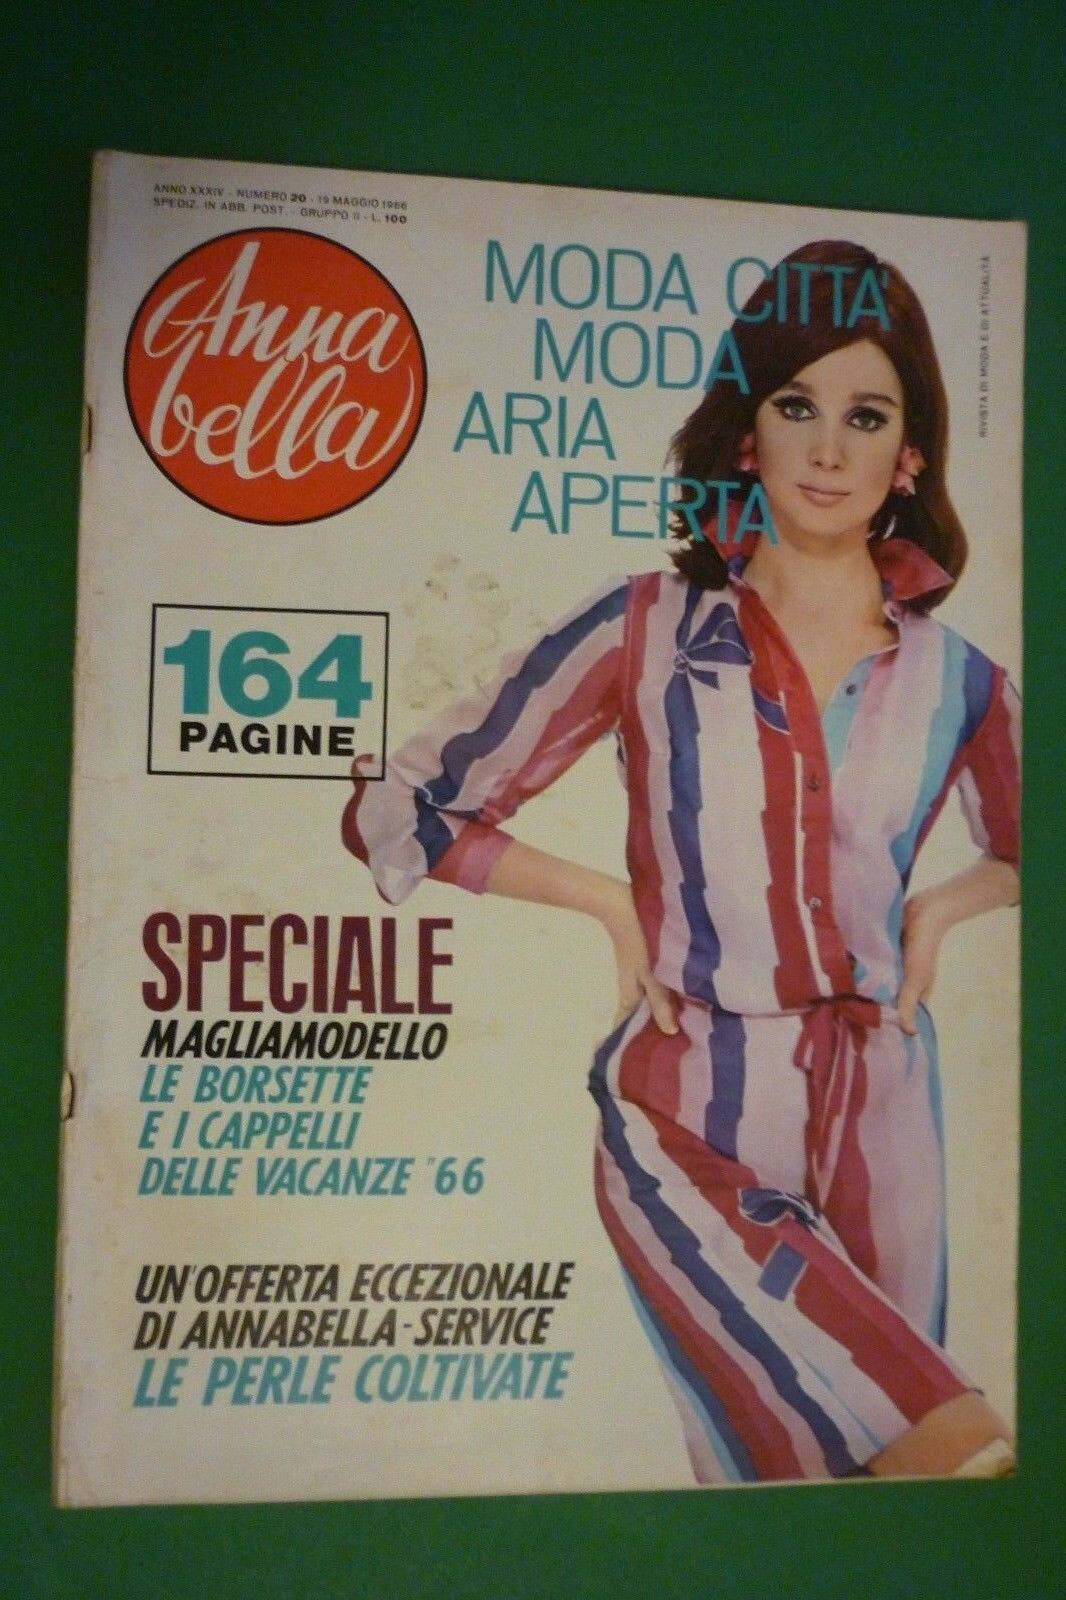 ANNO XXXIV - NUMERO 20 - 19 MAGGIO 1966
SPEDIZ. IN ABB. POST. - GRUPPO II - L. 100
Anna
bella
MODA CITTA'
MODA
ARIA
APERTA
RIVISTA DI MODA E DI ATTUALITÀ
164
PAGINE
SPECIALE
MAGLIAMODELLO
LE BORSETTE
E I CAPPELLI
DELLE VACANZE "66
UN'OFFERTA ECCEZIONALE
DI ANNABELLA-SERVICE
LE PERLE COLTIVATE